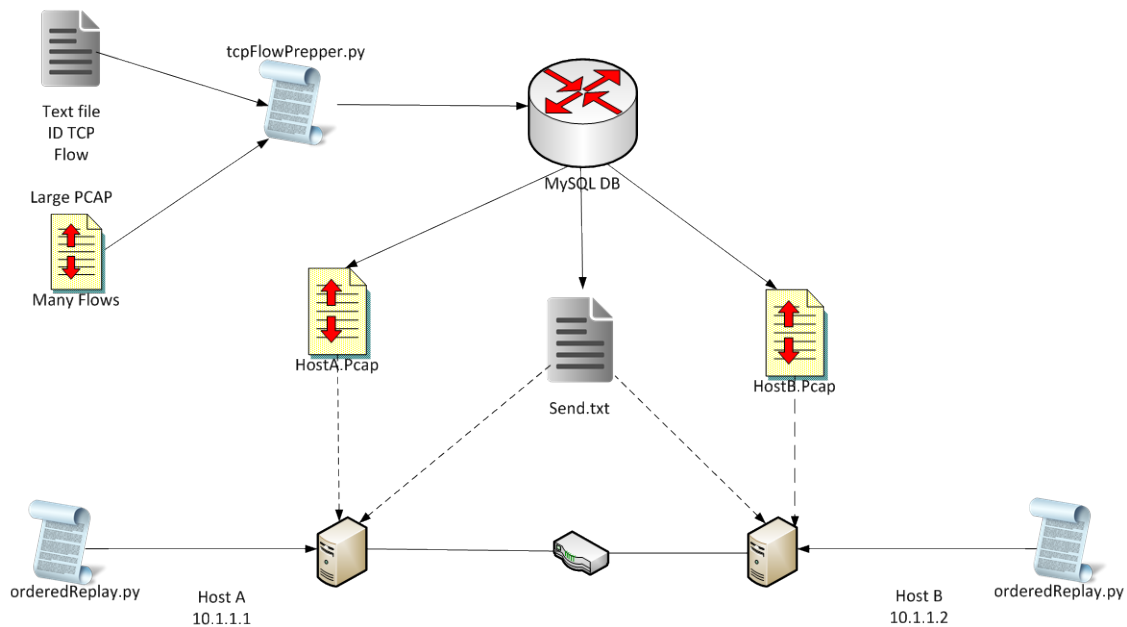 tcpFlowPrepper.py
Text file
ID TCP
Flow
MySQL DB
Large PCAP
Many Flows
HostA.Pcap
HostB.Pcap
Send.txt
orderedReplay.py
Host A
10.1.1.1
Host B
10.1.1.2
orderedReplay.py